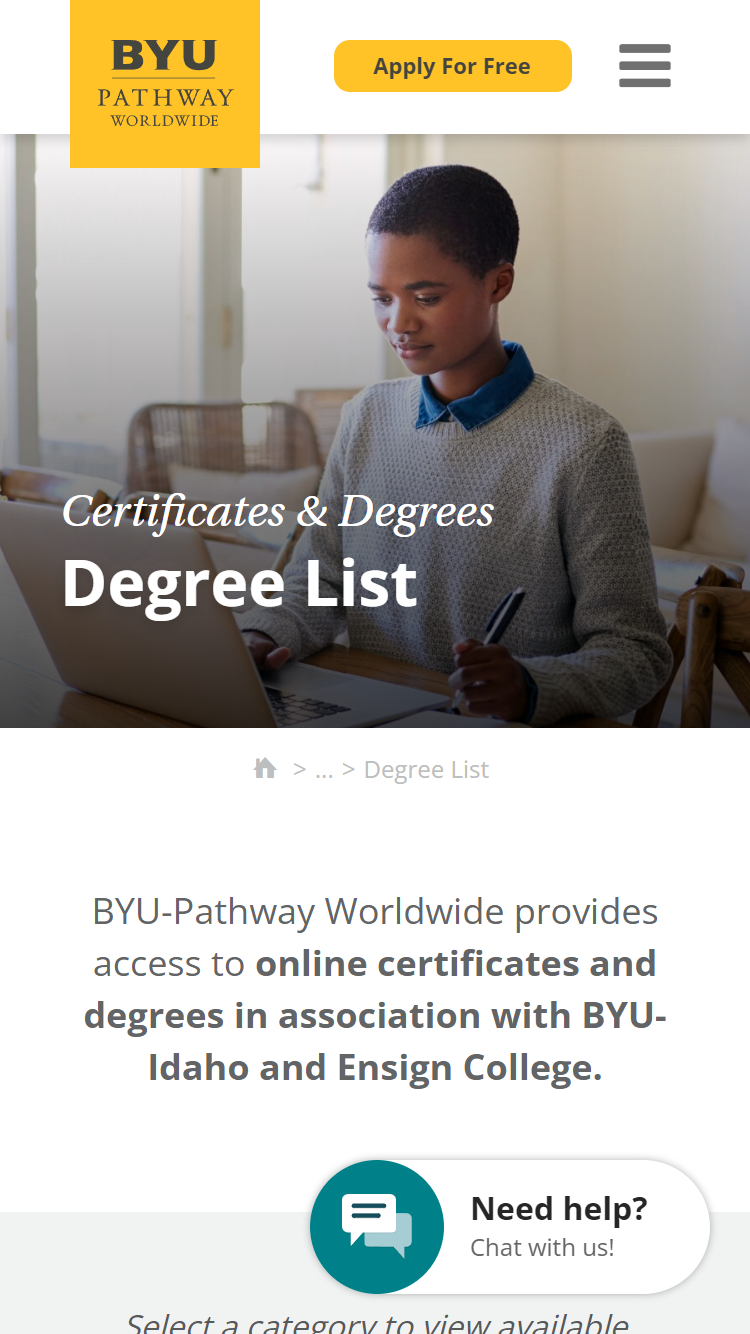 BYU
PATHWAY
WORLDWIDE
Apply For Free
Certificates & Degrees
Degree List
> ... > Degree List
BYU-Pathway Worldwide provides
access to online certificates and
degrees in association with BYU-
Idaho and Ensign College.
Need help?
Chat with us!
Select a category to view available